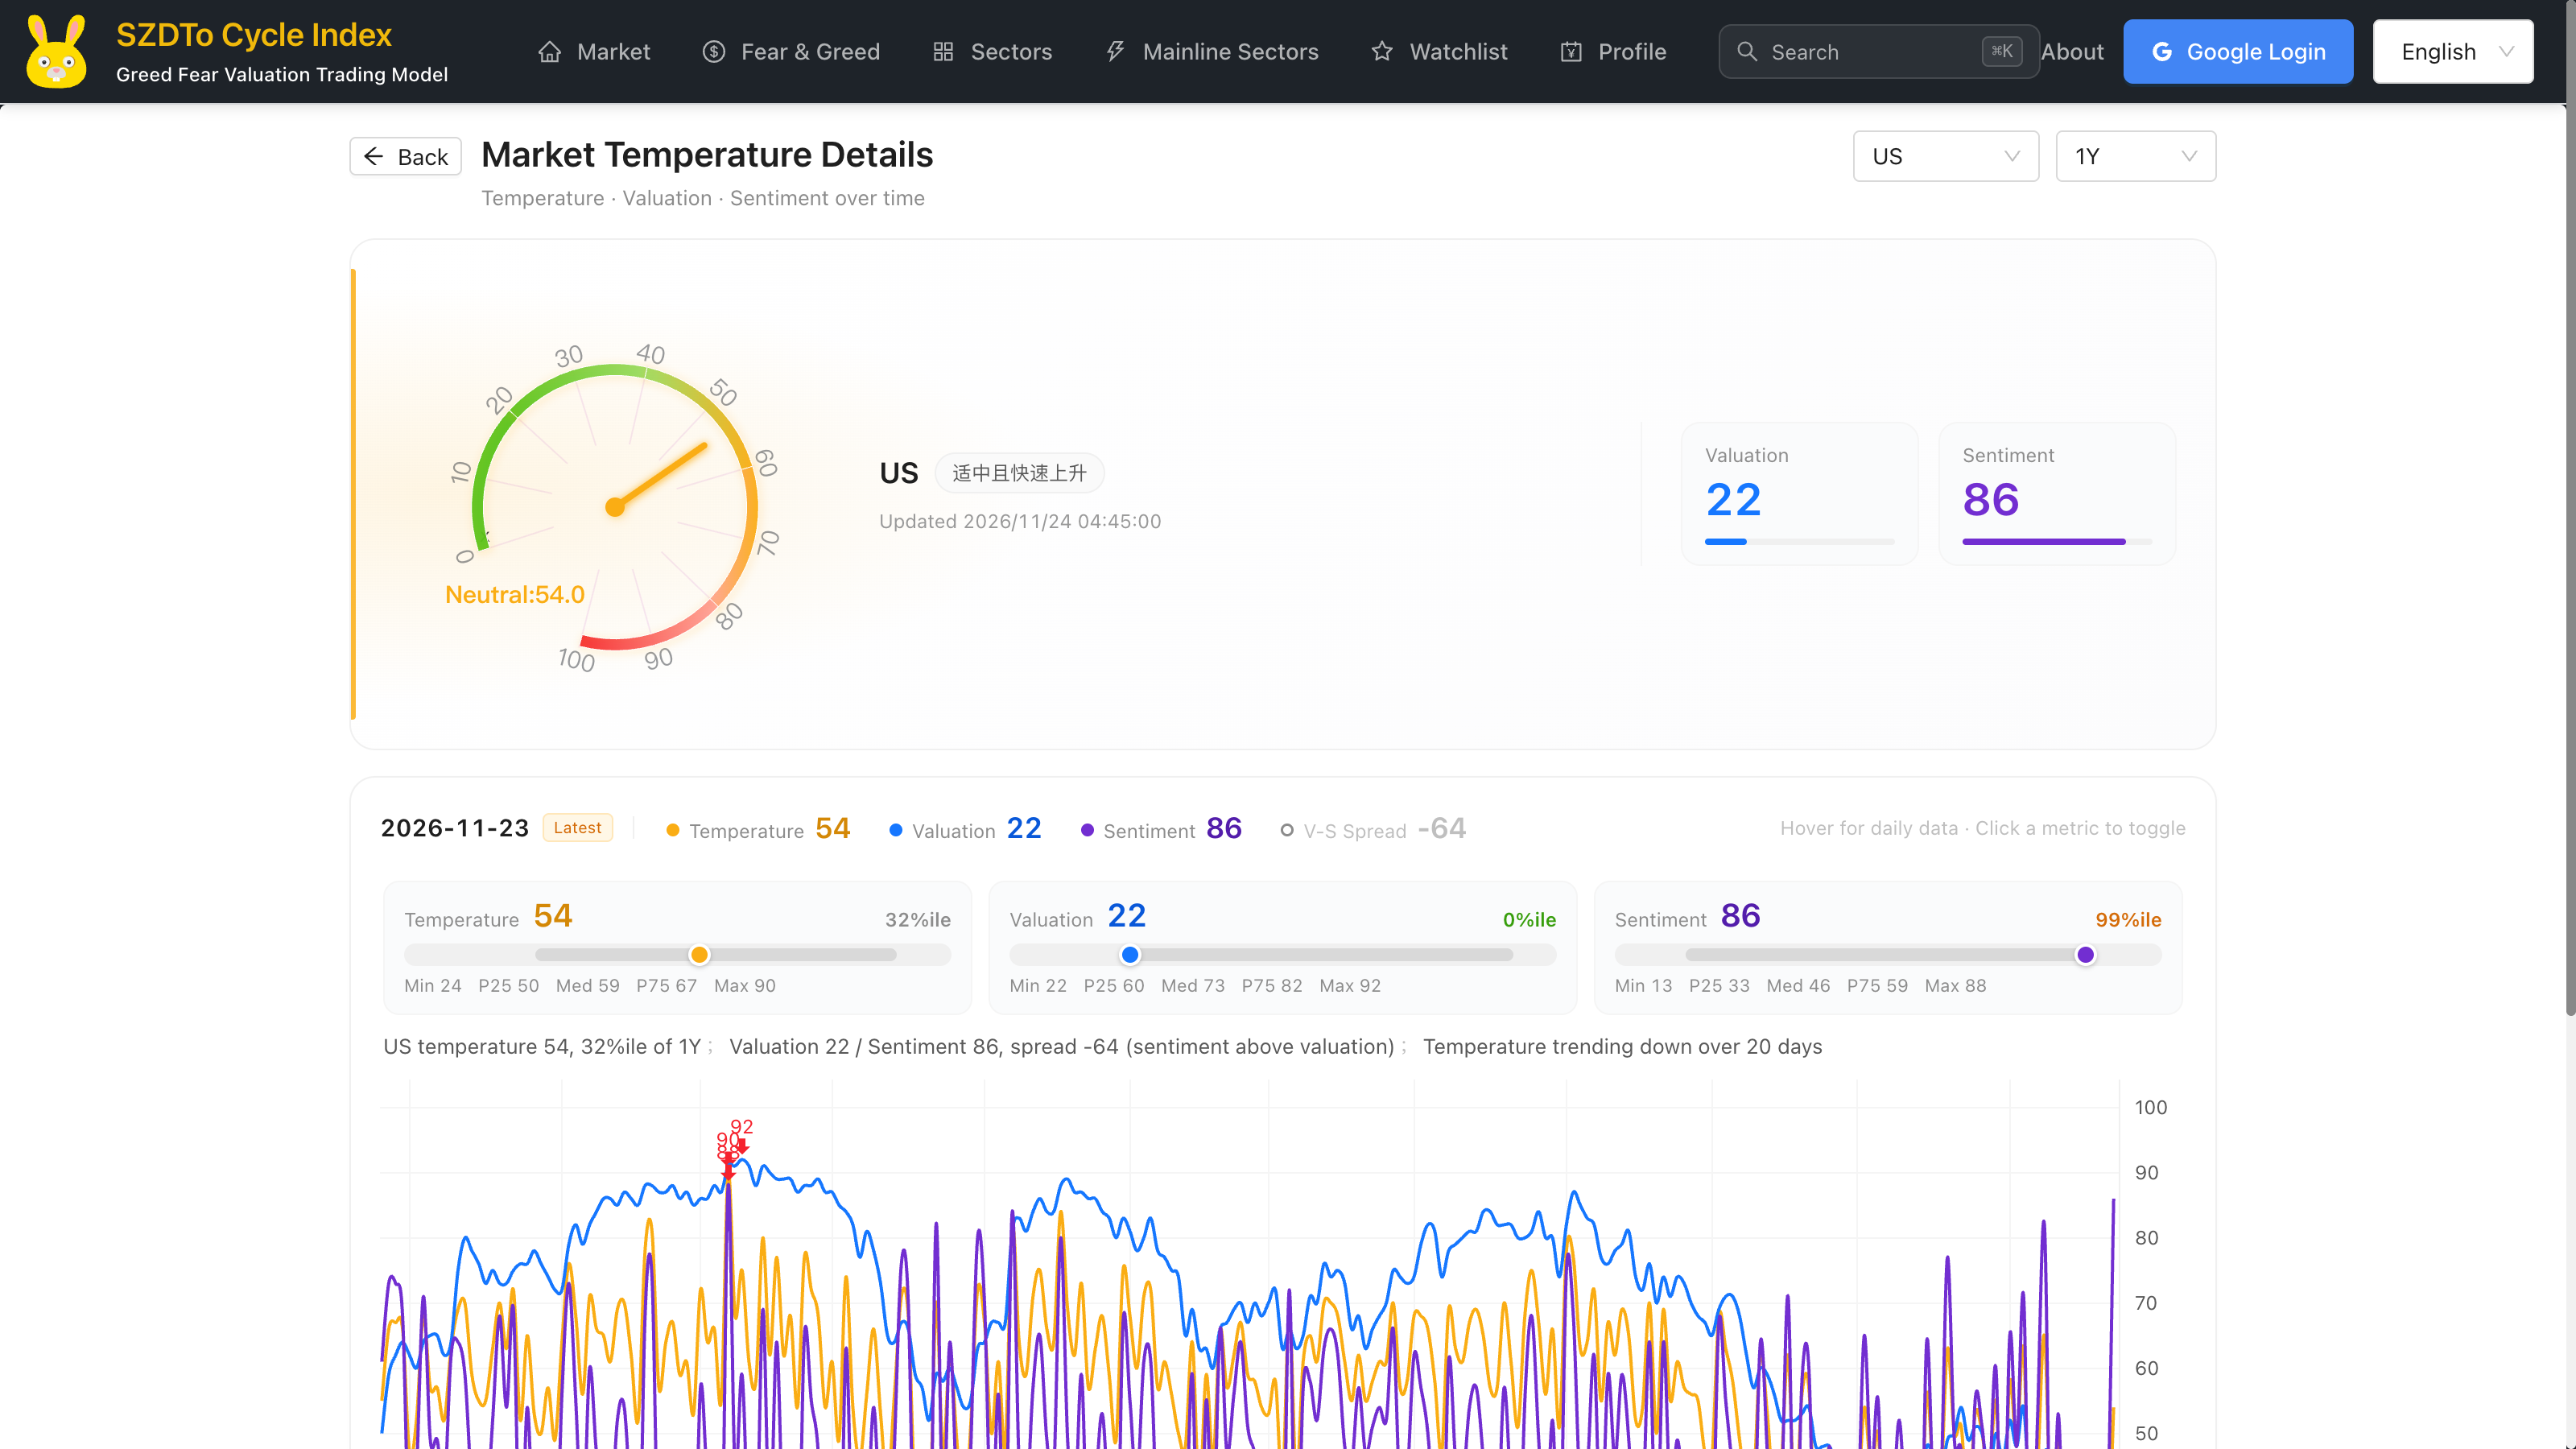 SZDTo Cycle Index
Greed Fear Valuation Trading Model
Market
Fear & Greed
Sectors
Mainline Sectors
Watchlist
Profile
Search
⌘K
About
Google Login
English
Back
Market Temperature Details
Temperature · Valuation · Sentiment over time
US
1Y
0
10
20
30
40
50
60
70
80
90
100
Neutral:54.0
US
适中且快速上升
Updated 2026/11/24 04:45:00
Valuation
22
Sentiment
86
2026-11-23
Latest
Temperature 54
Valuation 22
Sentiment 86
V-S Spread -64
Hover for daily data · Click a metric to toggle
Temperature 54
32%ile
Min 24 P25 50 Med 59 P75 67 Max 90
Valuation 22
0%ile
Min 22 P25 60 Med 73 P75 82 Max 92
Sentiment 86
99%ile
Min 13 P25 33 Med 46 P75 59 Max 88
US temperature 54, 32%ile of 1Y ; Valuation 22 / Sentiment 86, spread -64 (sentiment above valuation) ; Temperature trending down over 20 days
92
90
88
100
90
80
70
60
50